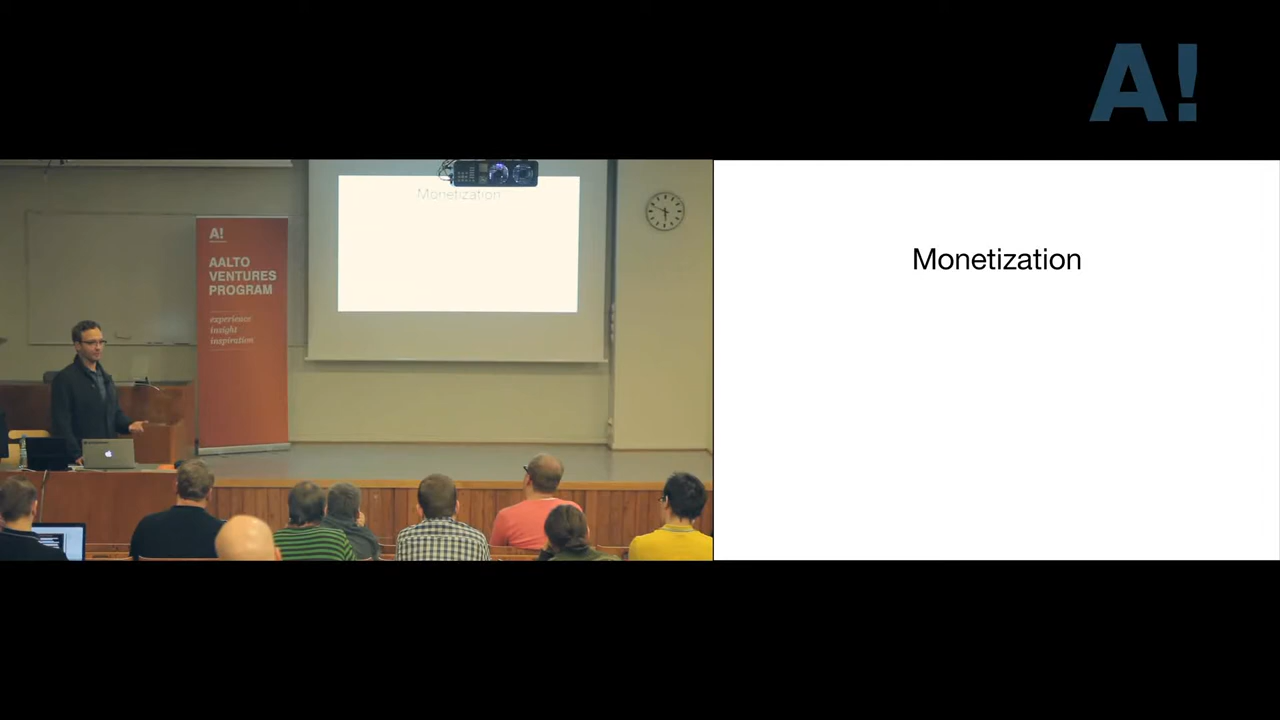 A!
Monetization
A!
AALTO
VENTURES
PROGRAM
experience
insight
inspiration
Monetization